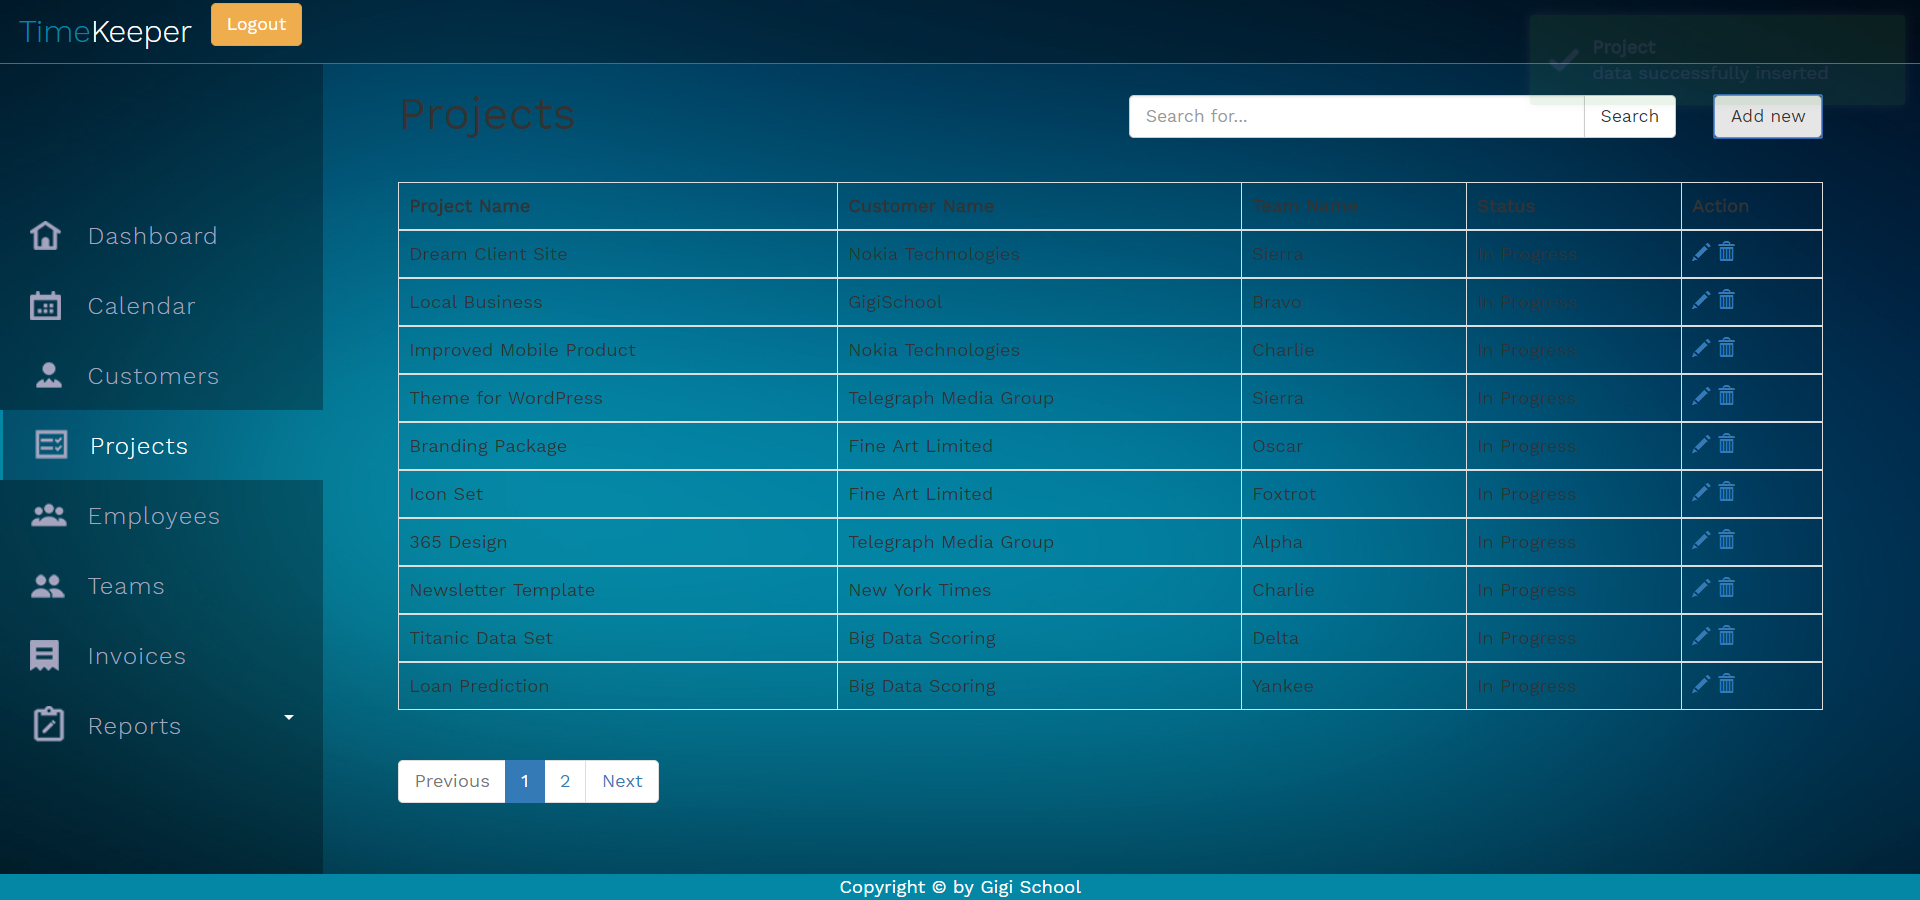 TimeKeeper
Logout
Project
data successfully inserted
Projects
Search for...
Search
Add new
Dashboard
Calendar
Customers
Projects
Employees
Teams
Invoices
Reports
Project Name Customer Name Team Name Status Action
Dream Client Site Nokia Technologies Sierra In Progress
Local Business GigiSchool Bravo In Progress
Improved Mobile Product Nokia Technologies Charlie In Progress
Theme for WordPress Telegraph Media Group Sierra In Progress
Branding Package Fine Art Limited Oscar In Progress
Icon Set Fine Art Limited Foxtrot In Progress
365 Design Telegraph Media Group Alpha In Progress
Newsletter Template New York Times Charlie In Progress
Titanic Data Set Big Data Scoring Delta In Progress
Loan Prediction Big Data Scoring Yankee In Progress
Previous 1 2 Next
Copyright © by Gigi School